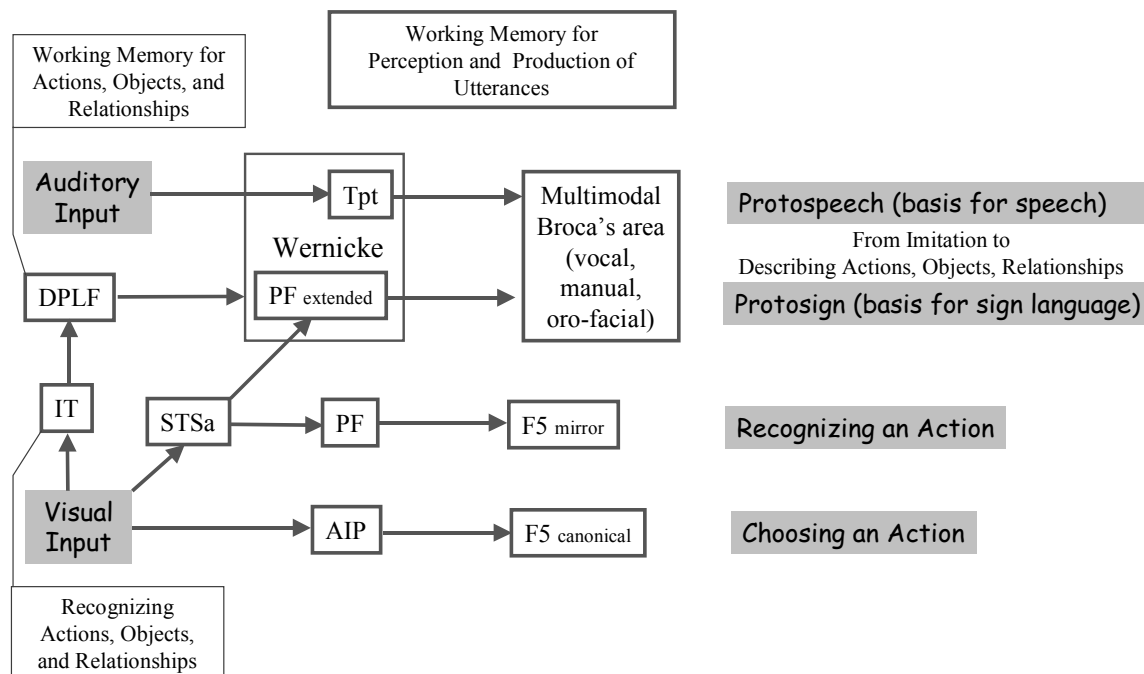 Working Memory for
Actions, Objects, and
Relationships
Working Memory for
Perception and Production of
Utterances
Auditory
Input
Tpt
Wernicke
PF extended
Multimodal
Broca's area
(vocal,
manual,
oro-facial)
Protospeech (basis for speech)
From Imitation to
Describing Actions, Objects, Relationships
Protosign (basis for sign language)
DPLF
IT
STSa
PF
F5 mirror
Recognizing an Action
Visual
Input
AIP
F5 canonical
Choosing an Action
Recognizing
Actions, Objects,
and Relationships